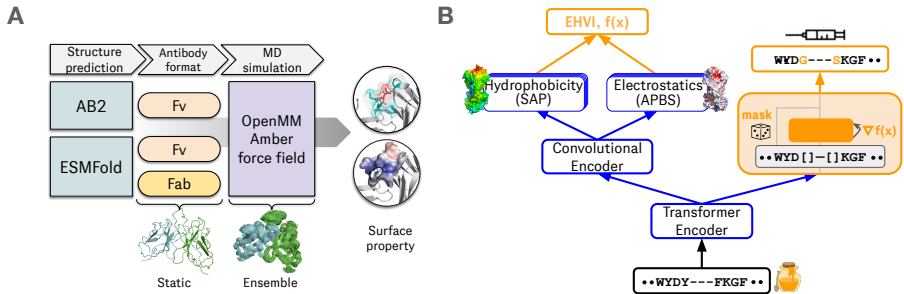 A
Structure
prediction
Antibody
format
MD
simulation
AB2
ESMFold
Fv
Fv
Fab
OpenMM
Amber
force field
Static
Ensemble
Surface
property
B
EHVI, f(x)
Hydrophobicity
(SAP)
Electrostatics
(APBS)
Convolutional
Encoder
Transformer
Encoder
••WYDY---FKGF••
WYDG---SKGF••
mask
∇f(x)
••WYD[]—[]KGF••